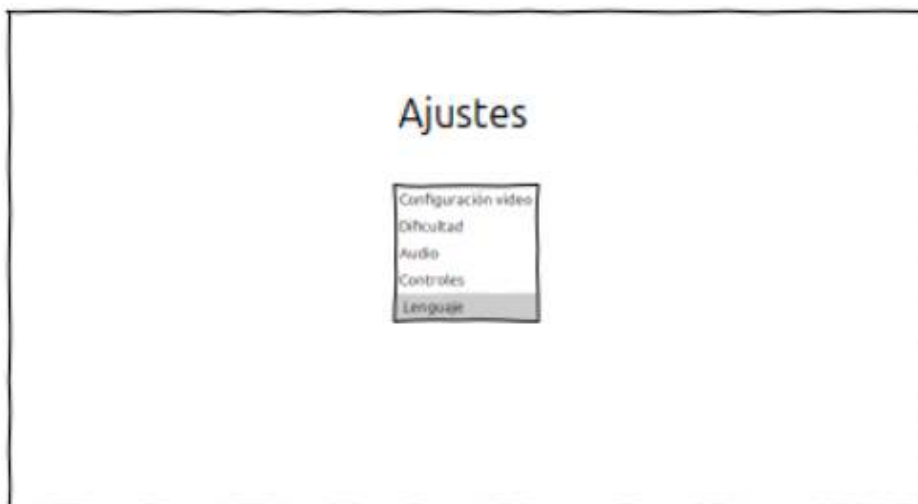 Ajustes
Configuración video
Dificultad
Audio
Controles
Lenguaje